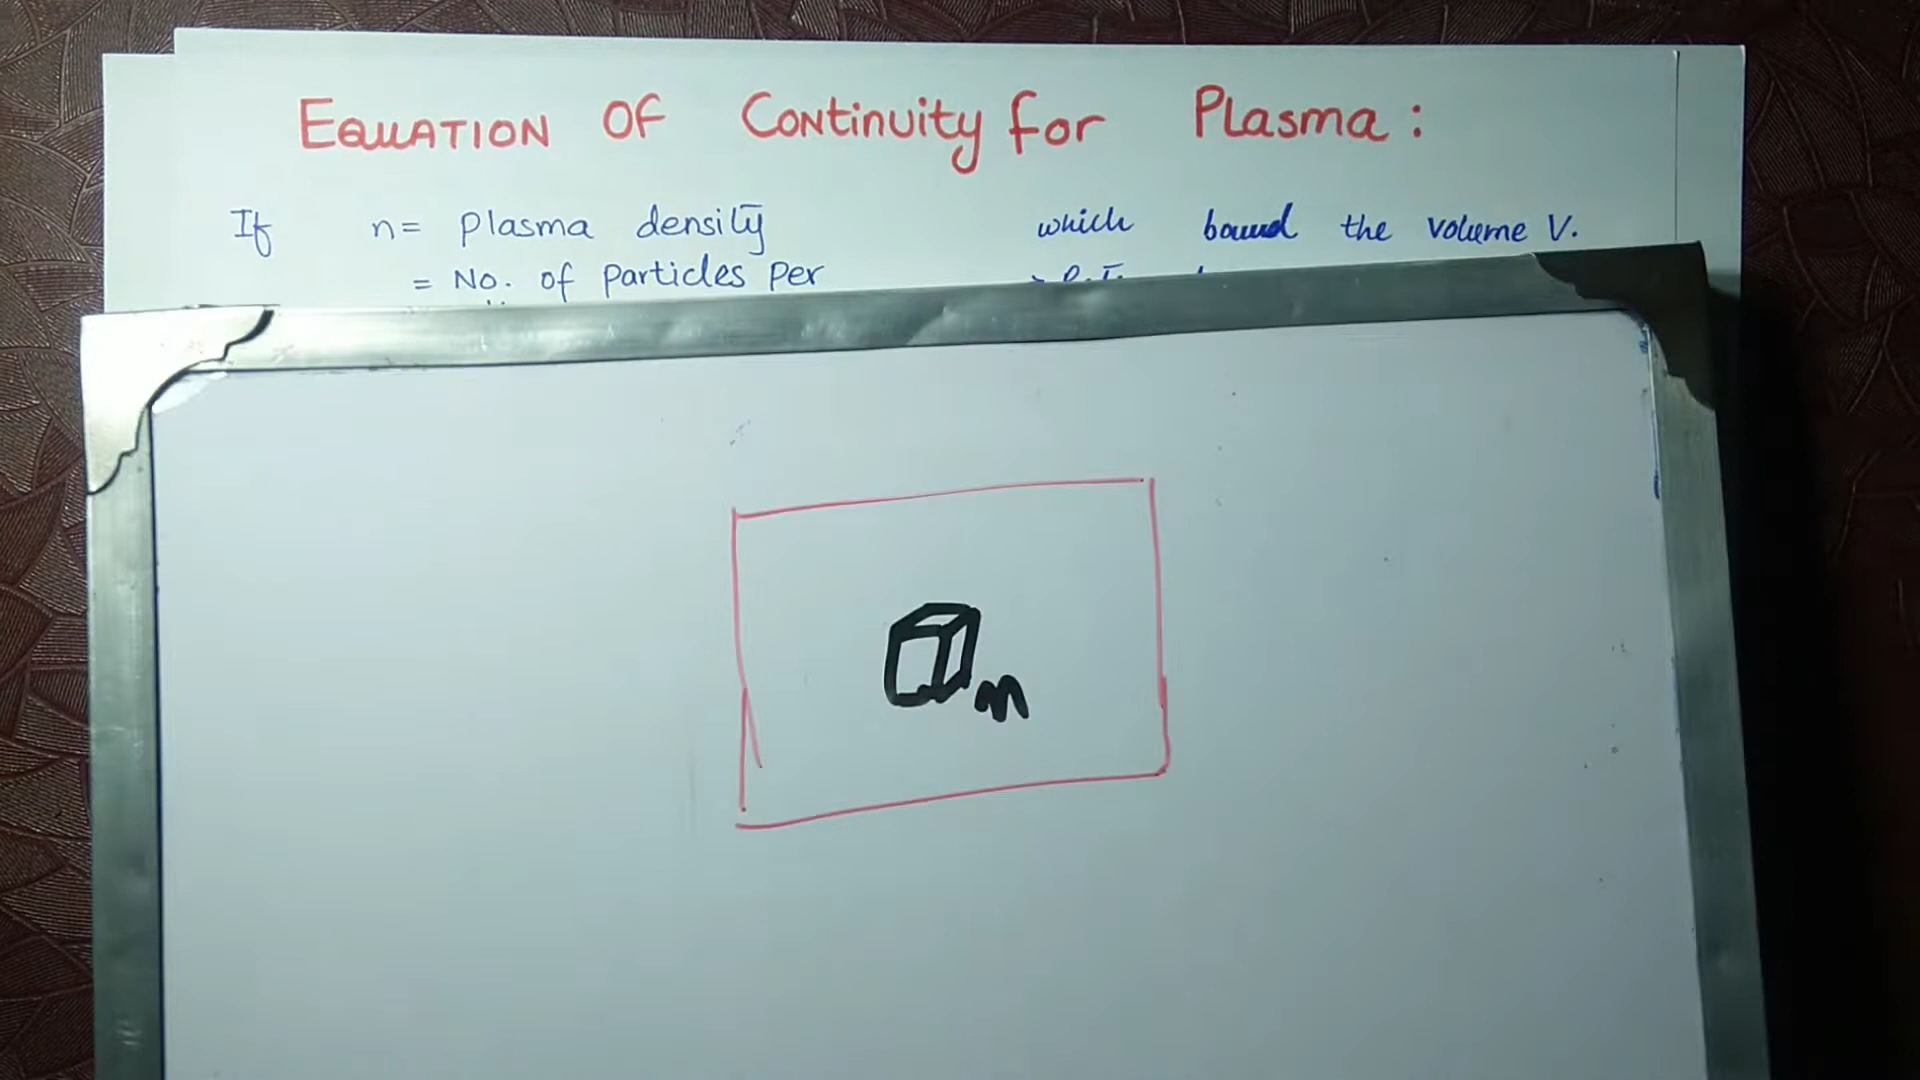 EQUATION OF Continuity for Plasma:
If n = plasma density
= No. of particles per
which bound the volume V.
n